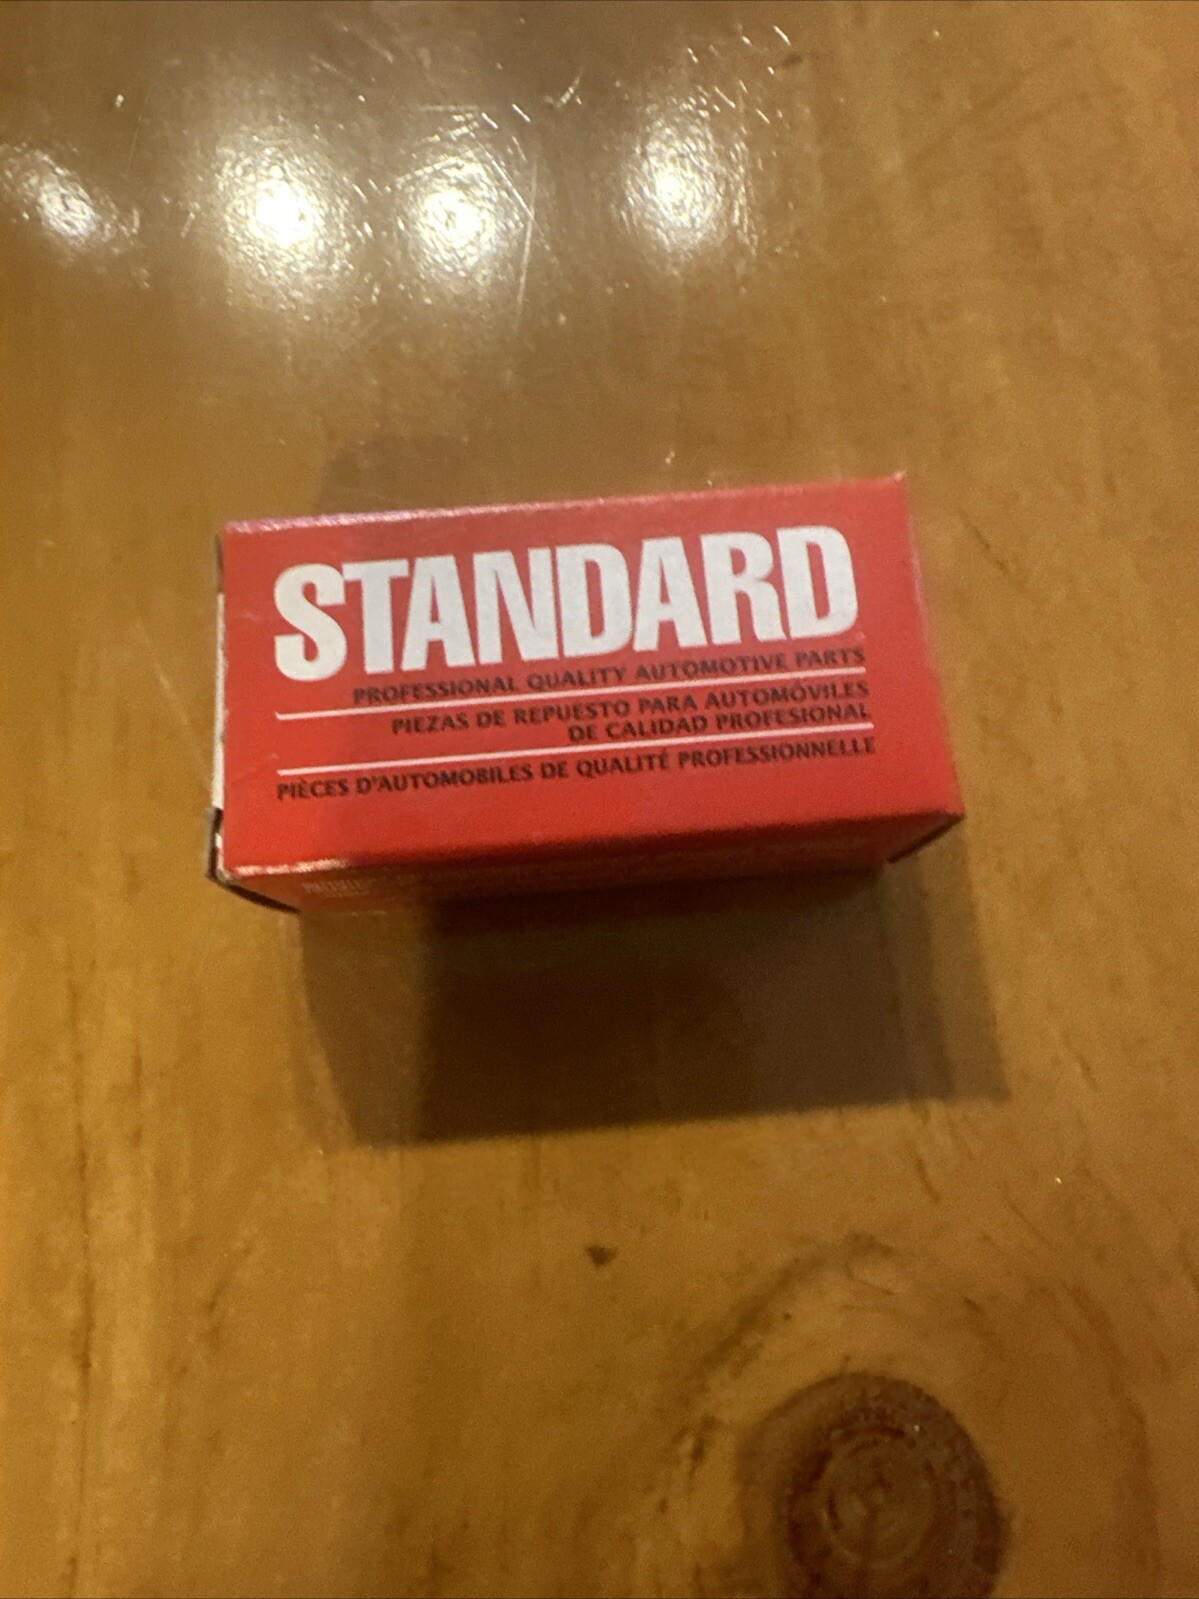 STANDARD
PROFESSIONAL QUALITY AUTOMOTIVE PARTS
PIEZAS DE REPUESTO PARA AUTOMÓVILES
DE CALIDAD PROFESIONAL
PIÈCES D'AUTOMOBILES DE QUALITÉ PROFESSIONNELLE